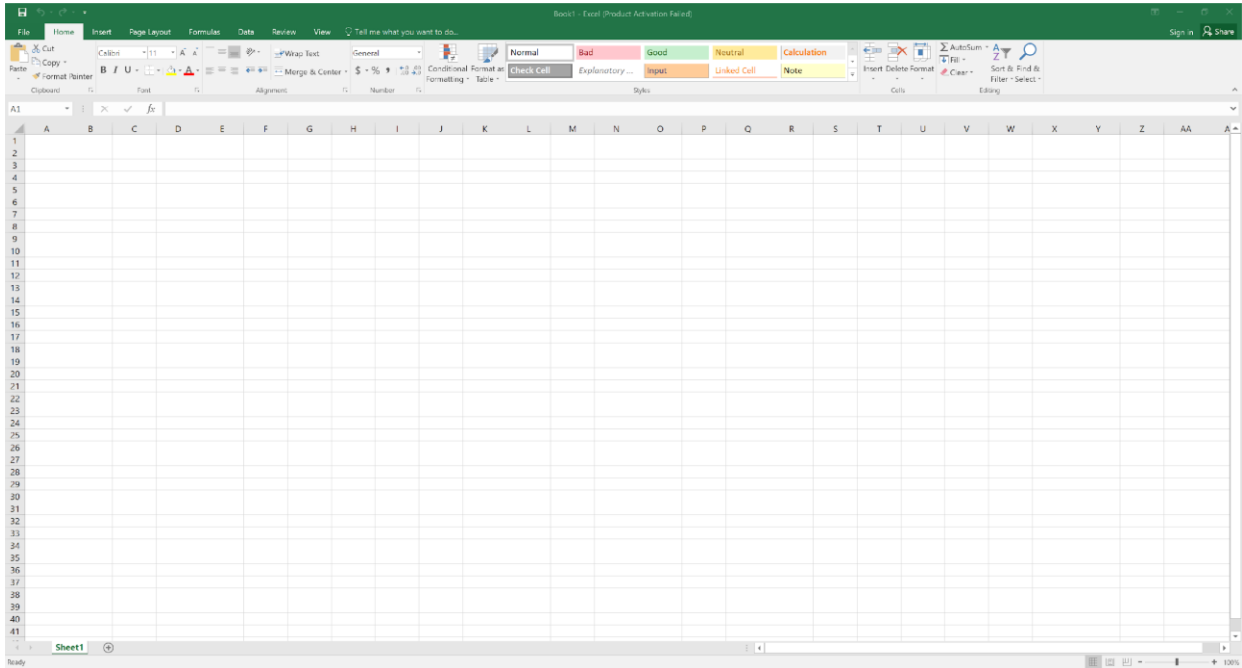 Book1 - Excel (Product Activation Failed)
File Home Insert Page Layout Formulas Data Review View Tell me what you want to do... Sign in Share
Cut
Copy
Format Painter
Paste
Clipboard
Calibri 11
B I U
Font
Wrap Text
Merge & Center
Alignment
General
$ % ,
Number
Conditional Formatting
Format as Table
Normal Bad Good Neutral Calculation
Check Cell Explanatory ... Input Linked Cell Note
Styles
Insert Delete Format
Cells
AutoSum
Fill
Clear
Sort & Filter
Find & Select
Editing
A1 fx
A B C D E F G H I J K L M N O P Q R S T U V W X Y Z AA
1
2
3
4
5
6
7
8
9
10
11
12
13
14
15
16
17
18
19
20
21
22
23
24
25
26
27
28
29
30
31
32
33
34
35
36
37
38
39
40
41
Sheet1
Ready 100%